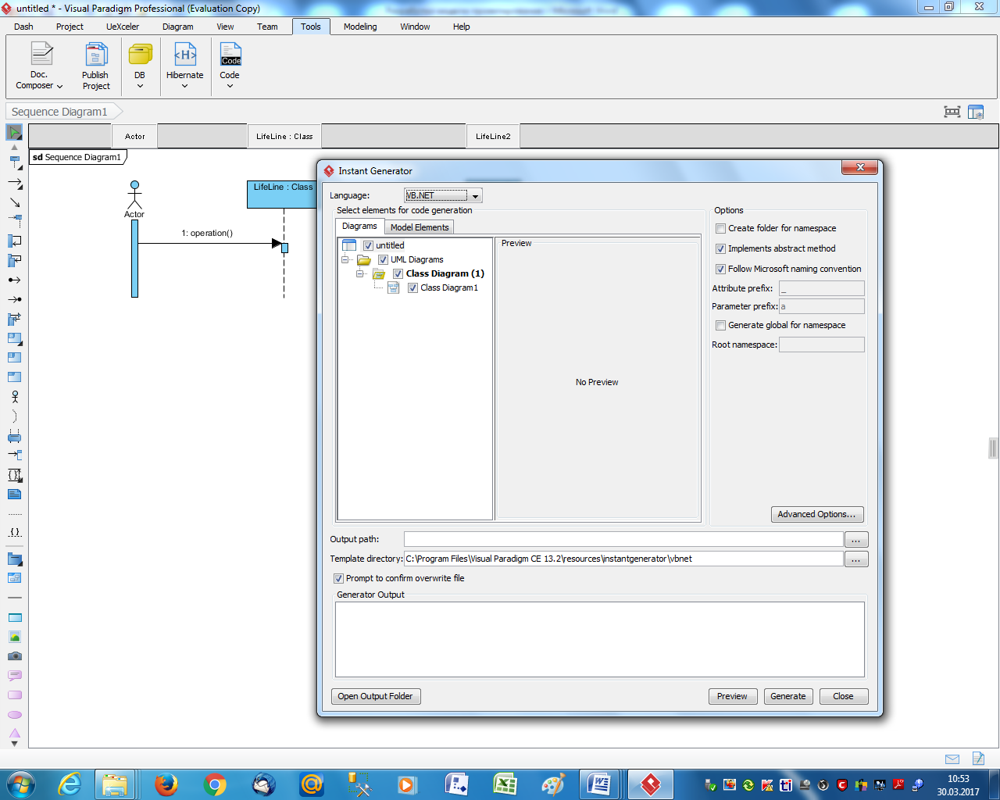 untitled * - Visual Paradigm Professional (Evaluation Copy)
Dash Project UeXceler Diagram View Team Tools Modeling Window Help
Doc. Composer
Publish Project
DB
Hibernate
Code
Code
Sequence Diagram1
Actor
LifeLine : Class
LifeLine2
sd Sequence Diagram1
LifeLine : Class
Actor
1: operation()
Instant Generator
Language: VB.NET
Select elements for code generation
Diagrams Model Elements
untitled
UML Diagrams
Class Diagram (1)
Class Diagram1
Preview
No Preview
Options
Create folder for namespace
Implements abstract method
Follow Microsoft naming convention
Attribute prefix: _
Parameter prefix: a
Generate global for namespace
Root namespace:
Advanced Options...
Output path: ...
Template directory: C:\Program Files\Visual Paradigm CE 13.2\resources\instantgenerator\vbnet ...
Prompt to confirm overwrite file
Generator Output
Open Output Folder Preview Generate Close
10:53
30.03.2017